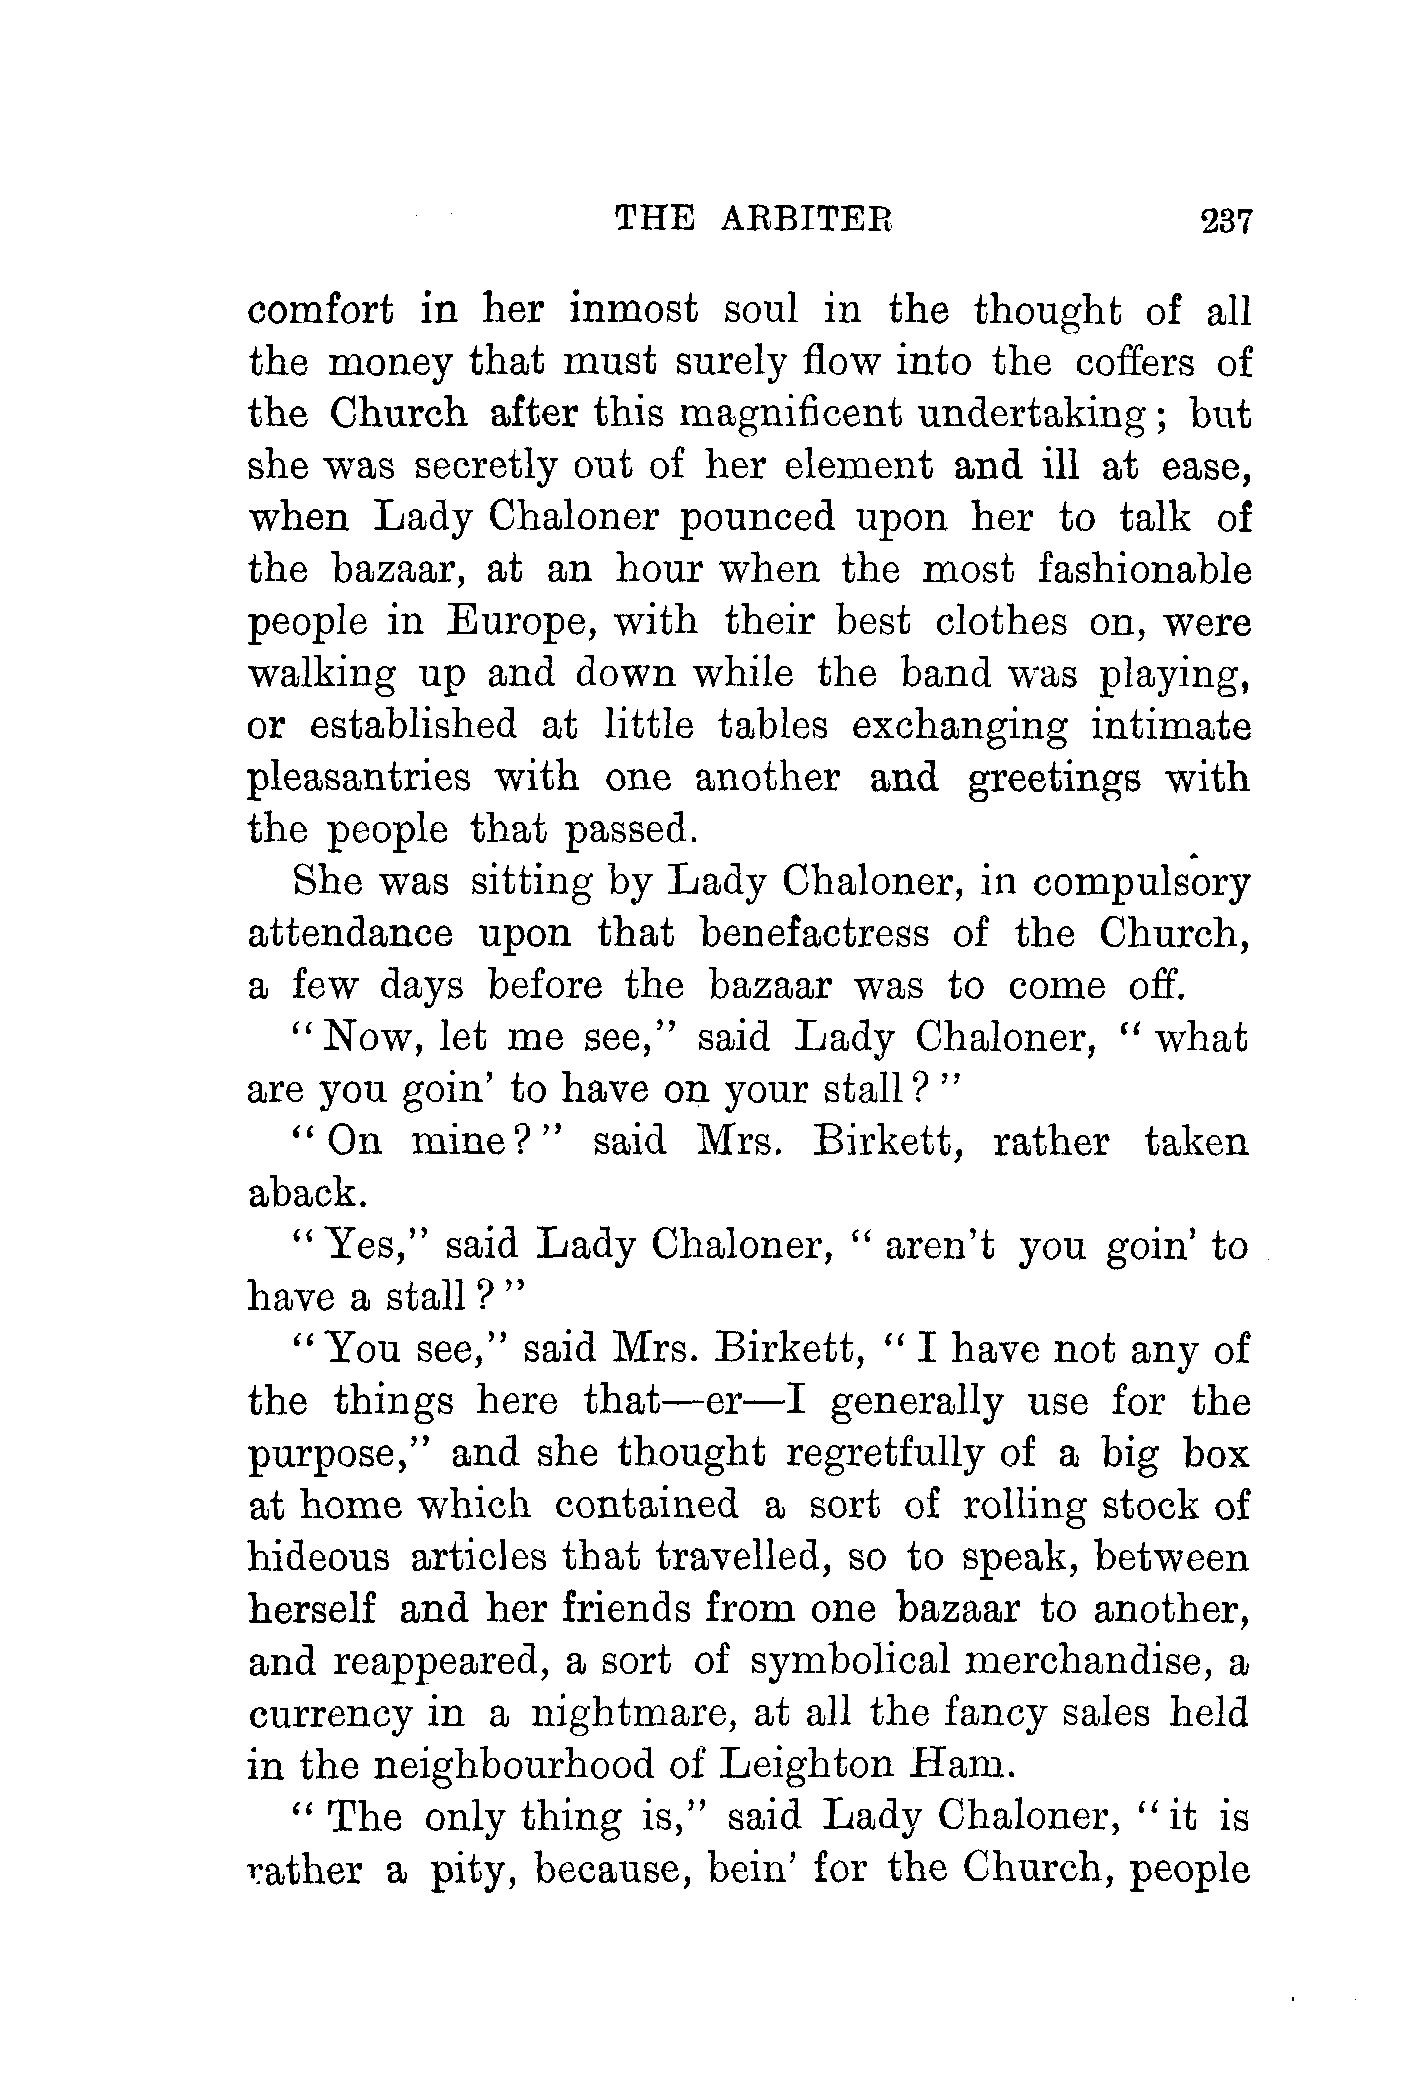 THE ARBITER 237
comfort in her inmost soul in the thought of all
the money that must surely flow into the coffers of
the Church after this magnificent undertaking; but
she was secretly out of her element and ill at ease,
when Lady Chaloner pounced upon her to talk of
the bazaar, at an hour when the most fashionable
people in Europe, with their best clothes on, were
walking up and down while the band was playing,
or established at little tables exchanging intimate
pleasantries with one another and greetings with
the people that passed.
She was sitting by Lady Chaloner, in compulsory
attendance upon that benefactress of the Church,
a few days before the bazaar was to come off.
“Now, let me see,” said Lady Chaloner, “what
are you goin’ to have on your stall?”
“On mine?” said Mrs. Birkett, rather taken
aback.
“Yes,” said Lady Chaloner, “aren’t you goin’ to
have a stall?”
“You see,” said Mrs. Birkett, “I have not any of
the things here that—er—I generally use for the
purpose,” and she thought regretfully of a big box
at home which contained a sort of rolling stock of
hideous articles that travelled, so to speak, between
herself and her friends from one bazaar to another,
and reappeared, a sort of symbolical merchandise, a
currency in a nightmare, at all the fancy sales held
in the neighbourhood of Leighton Ham.
“The only thing is,” said Lady Chaloner, “it is
rather a pity, because, bein’ for the Church, people